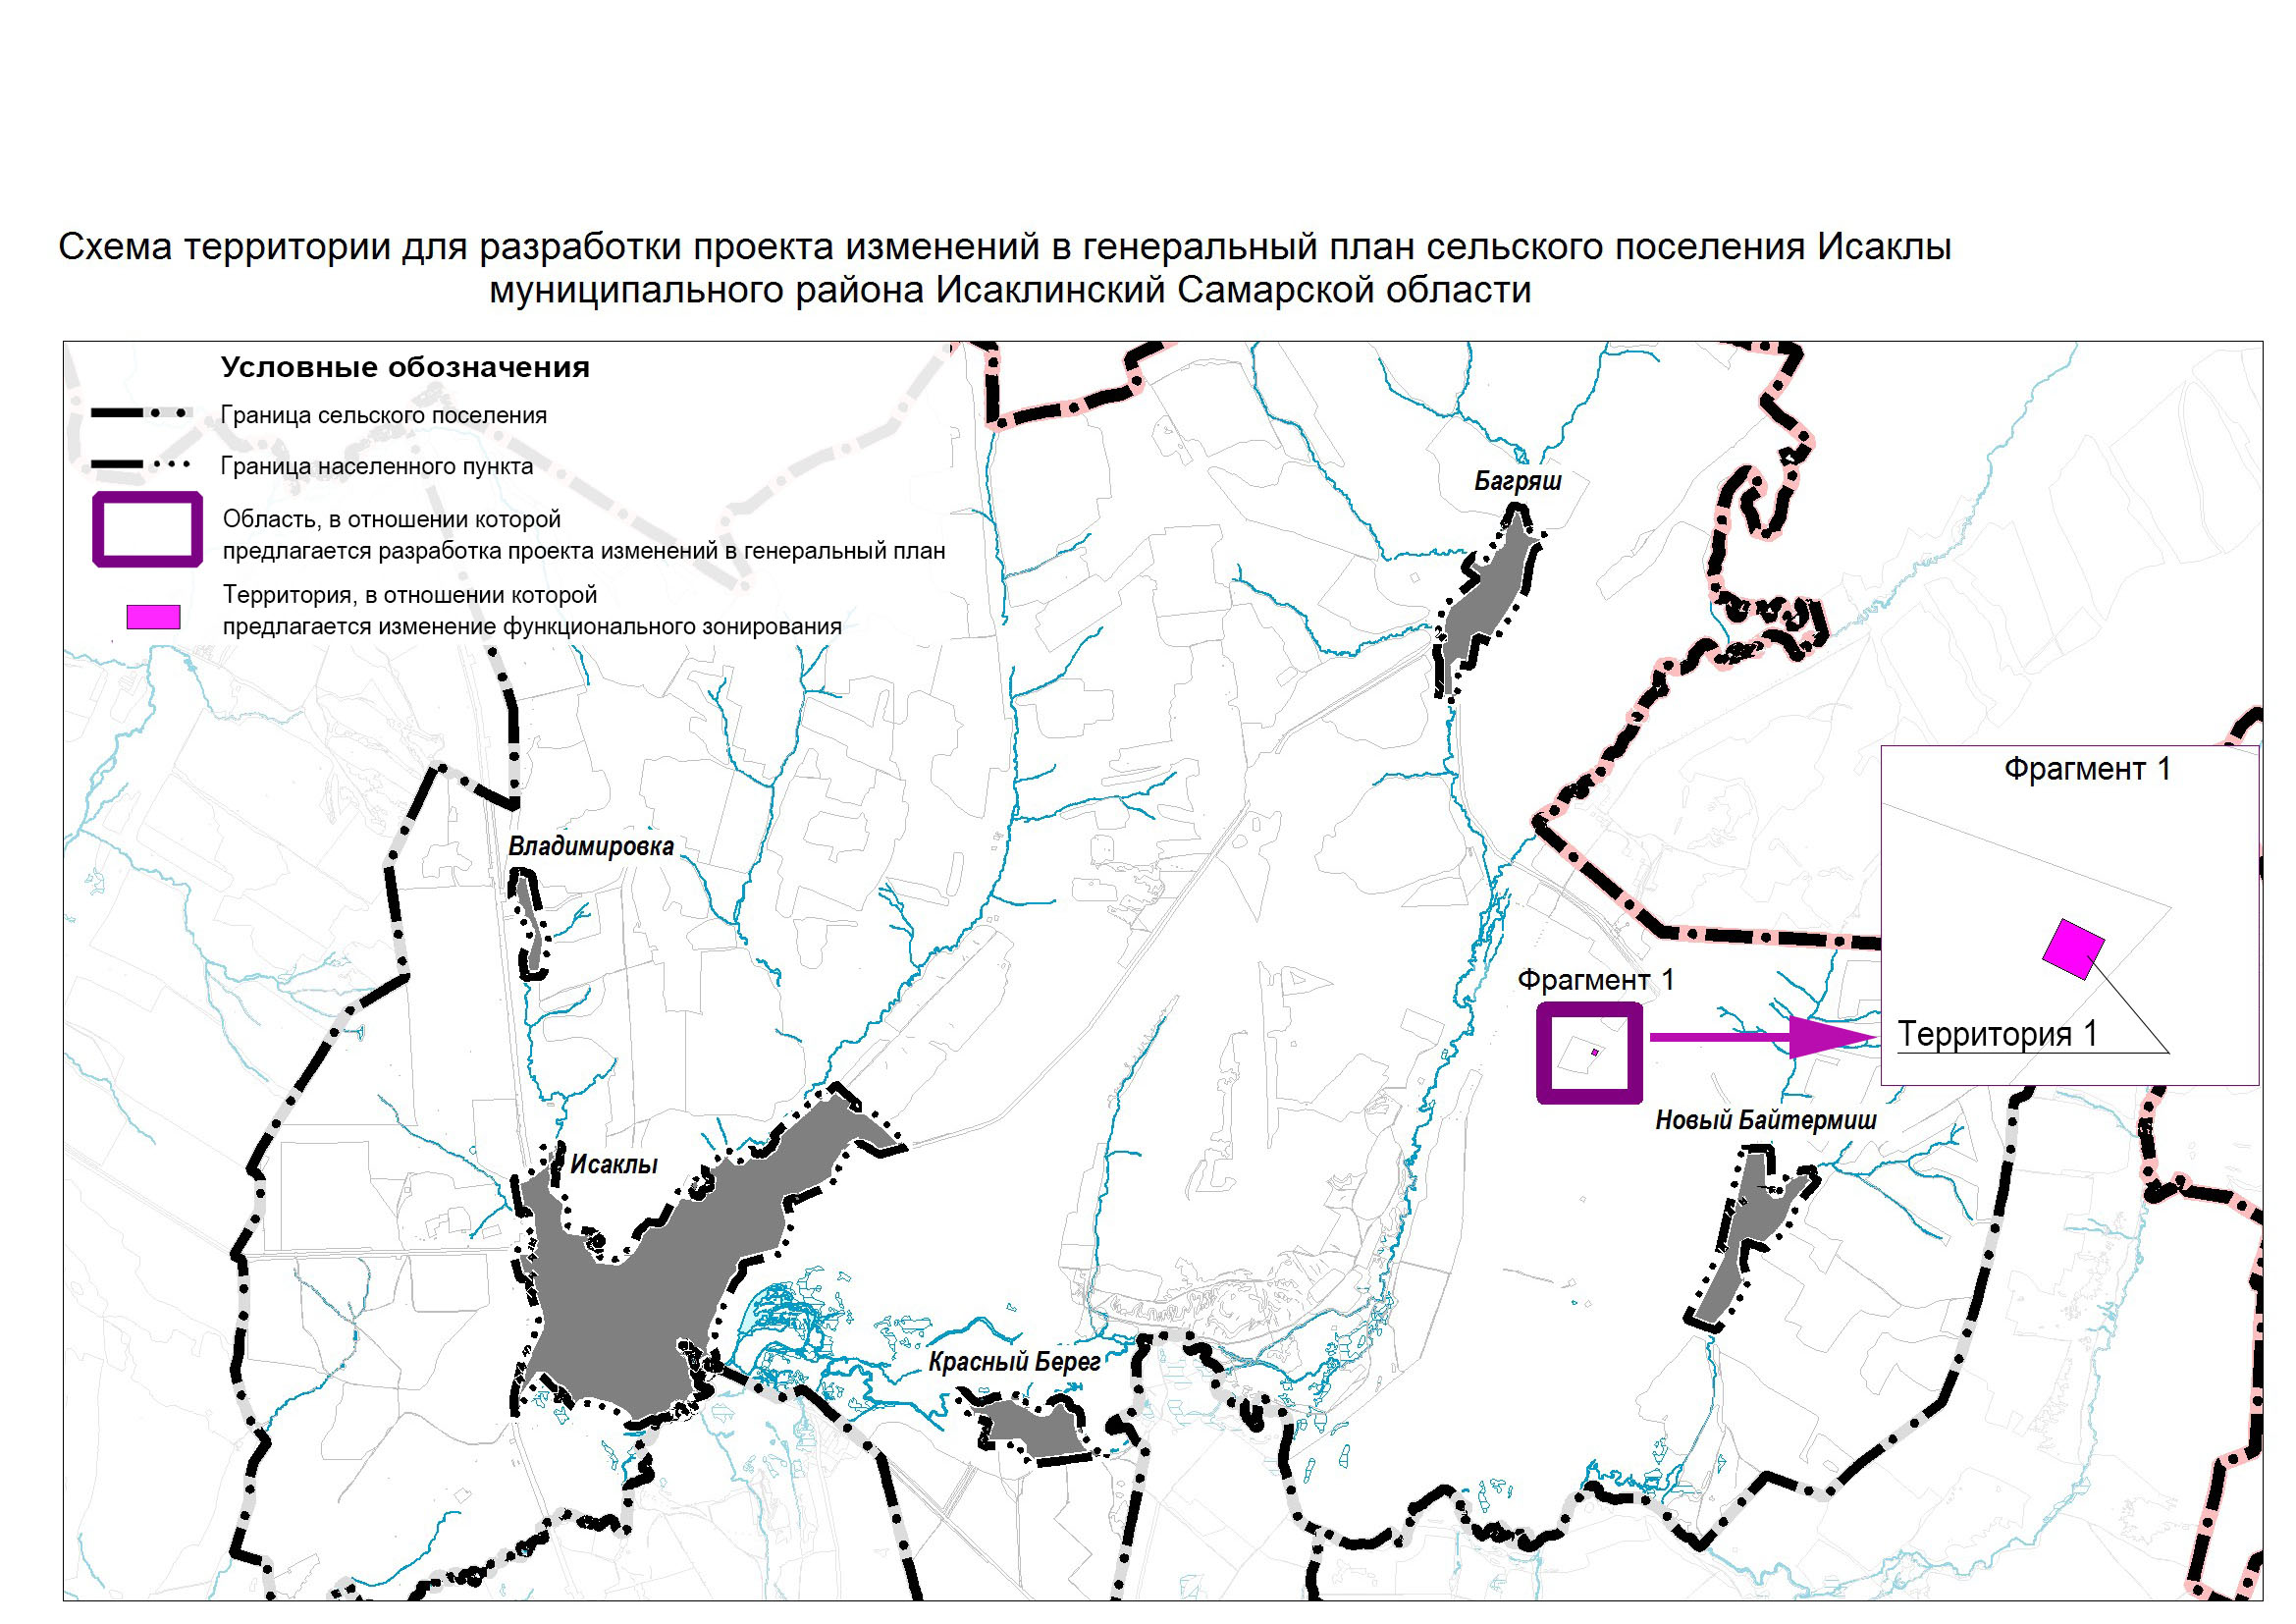 Схема территории для разработки проекта изменений в генеральный план сельского поселения Исаклы
муниципального района Исаклинский Самарской области
Условные обозначения
Граница сельского поселения
Граница населенного пункта
Область, в отношении которой
предлагается разработка проекта изменений в генеральный план
Территория, в отношении которой
предлагается изменение функционального зонирования
Багряш
Фрагмент 1
Владимировка
Фрагмент 1
Территория 1
Новый Байтермиш
Исаклы
Красный Берег